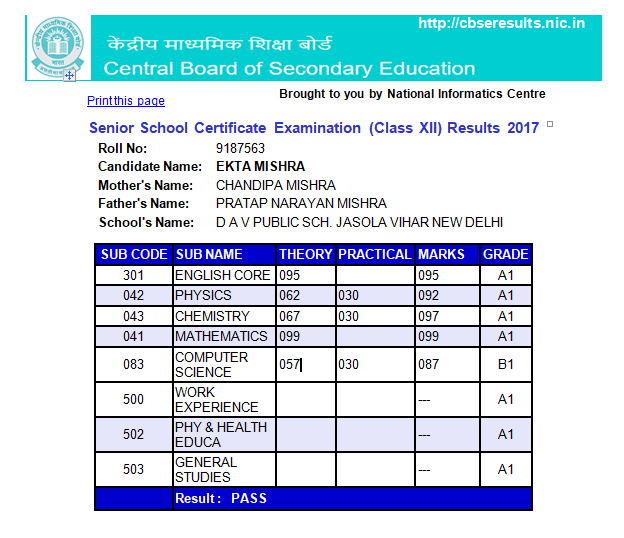 http://cbseresults.nic.in
केंद्रीय माध्यमिक शिक्षा बोर्ड
Central Board of Secondary Education
Print this page
Brought to you by National Informatics Centre
Senior School Certificate Examination (Class XII) Results 2017
Roll No: 9187563
Candidate Name: EKTA MISHRA
Mother's Name: CHANDIPA MISHRA
Father's Name: PRATAP NARAYAN MISHRA
School's Name: D A V PUBLIC SCH. JASOLA VIHAR NEW DELHI
SUB CODE SUB NAME THEORY PRACTICAL MARKS GRADE
301 ENGLISH CORE 095 095 A1
042 PHYSICS 062 030 092 A1
043 CHEMISTRY 067 030 097 A1
041 MATHEMATICS 099 099 A1
083 COMPUTER SCIENCE 057 030 087 B1
500 WORK EXPERIENCE --- A1
502 PHY & HEALTH EDUCA --- A1
503 GENERAL STUDIES --- A1
Result : PASS